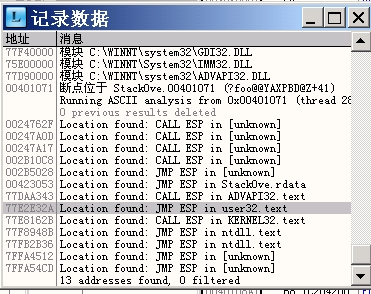 L 记录数据
地址 消息
77F40000 模块 C:\WINNT\system32\GDI32.DLL
75E00000 模块 C:\WINNT\system32\IMM32.DLL
77D90000 模块 C:\WINNT\system32\ADVAPI32.DLL
00401071 断点位于 StackOve.00401071 (?foo@@YAXPBD@Z+41)
Running ASCII analysis from 0x00401071 (thread 28
0 previous results deleted
0024762F Location found: CALL ESP in [unknown]
00247A0D Location found: CALL ESP in [unknown]
00247A17 Location found: CALL ESP in [unknown]
002B10C8 Location found: CALL ESP in [unknown]
002B5028 Location found: JMP ESP in [unknown]
00423053 Location found: JMP ESP in StackOve.rdata
77DAA343 Location found: CALL ESP in ADVAPI32.text
77E2E32A Location found: JMP ESP in user32.text
77E8162B Location found: CALL ESP in KERNEL32.text
77F8948B Location found: JMP ESP in ntdll.text
77FB2B36 Location found: JMP ESP in ntdll.text
7FFA4512 Location found: JMP ESP in [unknown]
7FFA54CD Location found: JMP ESP in [unknown]
13 addresses found, 0 filtered